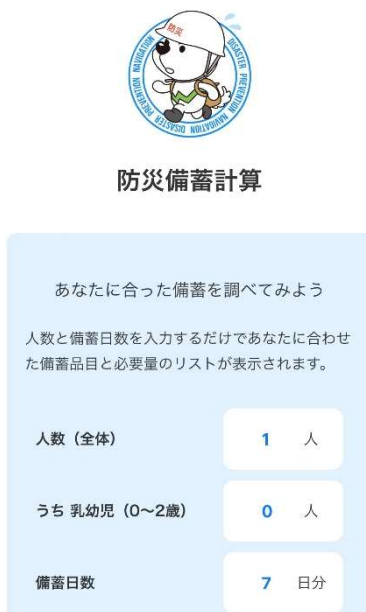 防災
DISASTER PREVENTION NAVIGATION
DISASTER PREVENTION NAVIGATION
防災備蓄計算
あなたに合った備蓄を調べてみよう
人数と備蓄日数を入力するだけであなたに合わせ
た備蓄品目と必要量のリストが表示されます。
人数（全体） 1 人
うち 乳幼児（0〜2歳） 0 人
備蓄日数 7 日分